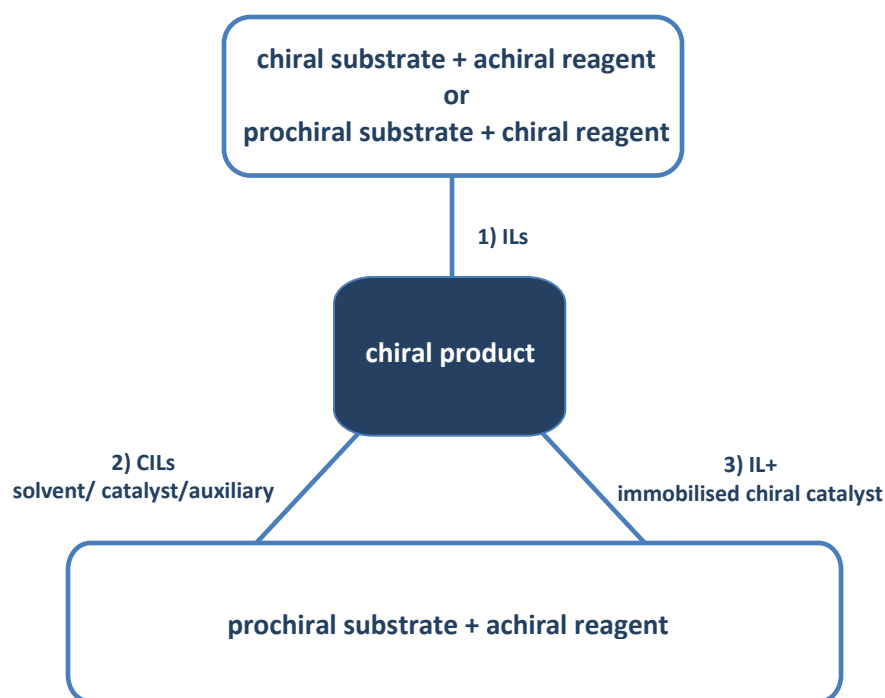 chiral substrate + achiral reagent
or
prochiral substrate + chiral reagent
1) ILs
chiral product
2) CILs
solvent/ catalyst/auxiliary
3) IL+
immobilised chiral catalyst
prochiral substrate + achiral reagent